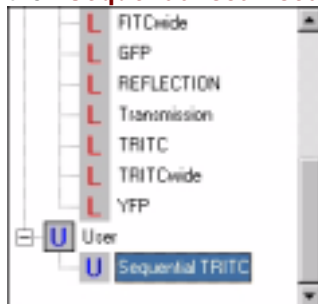 L FITCwide
L GFP
L REFLECTION
L Transmission
L TRITC
L TRITCwide
L YFP
U User
U Sequential TRITC